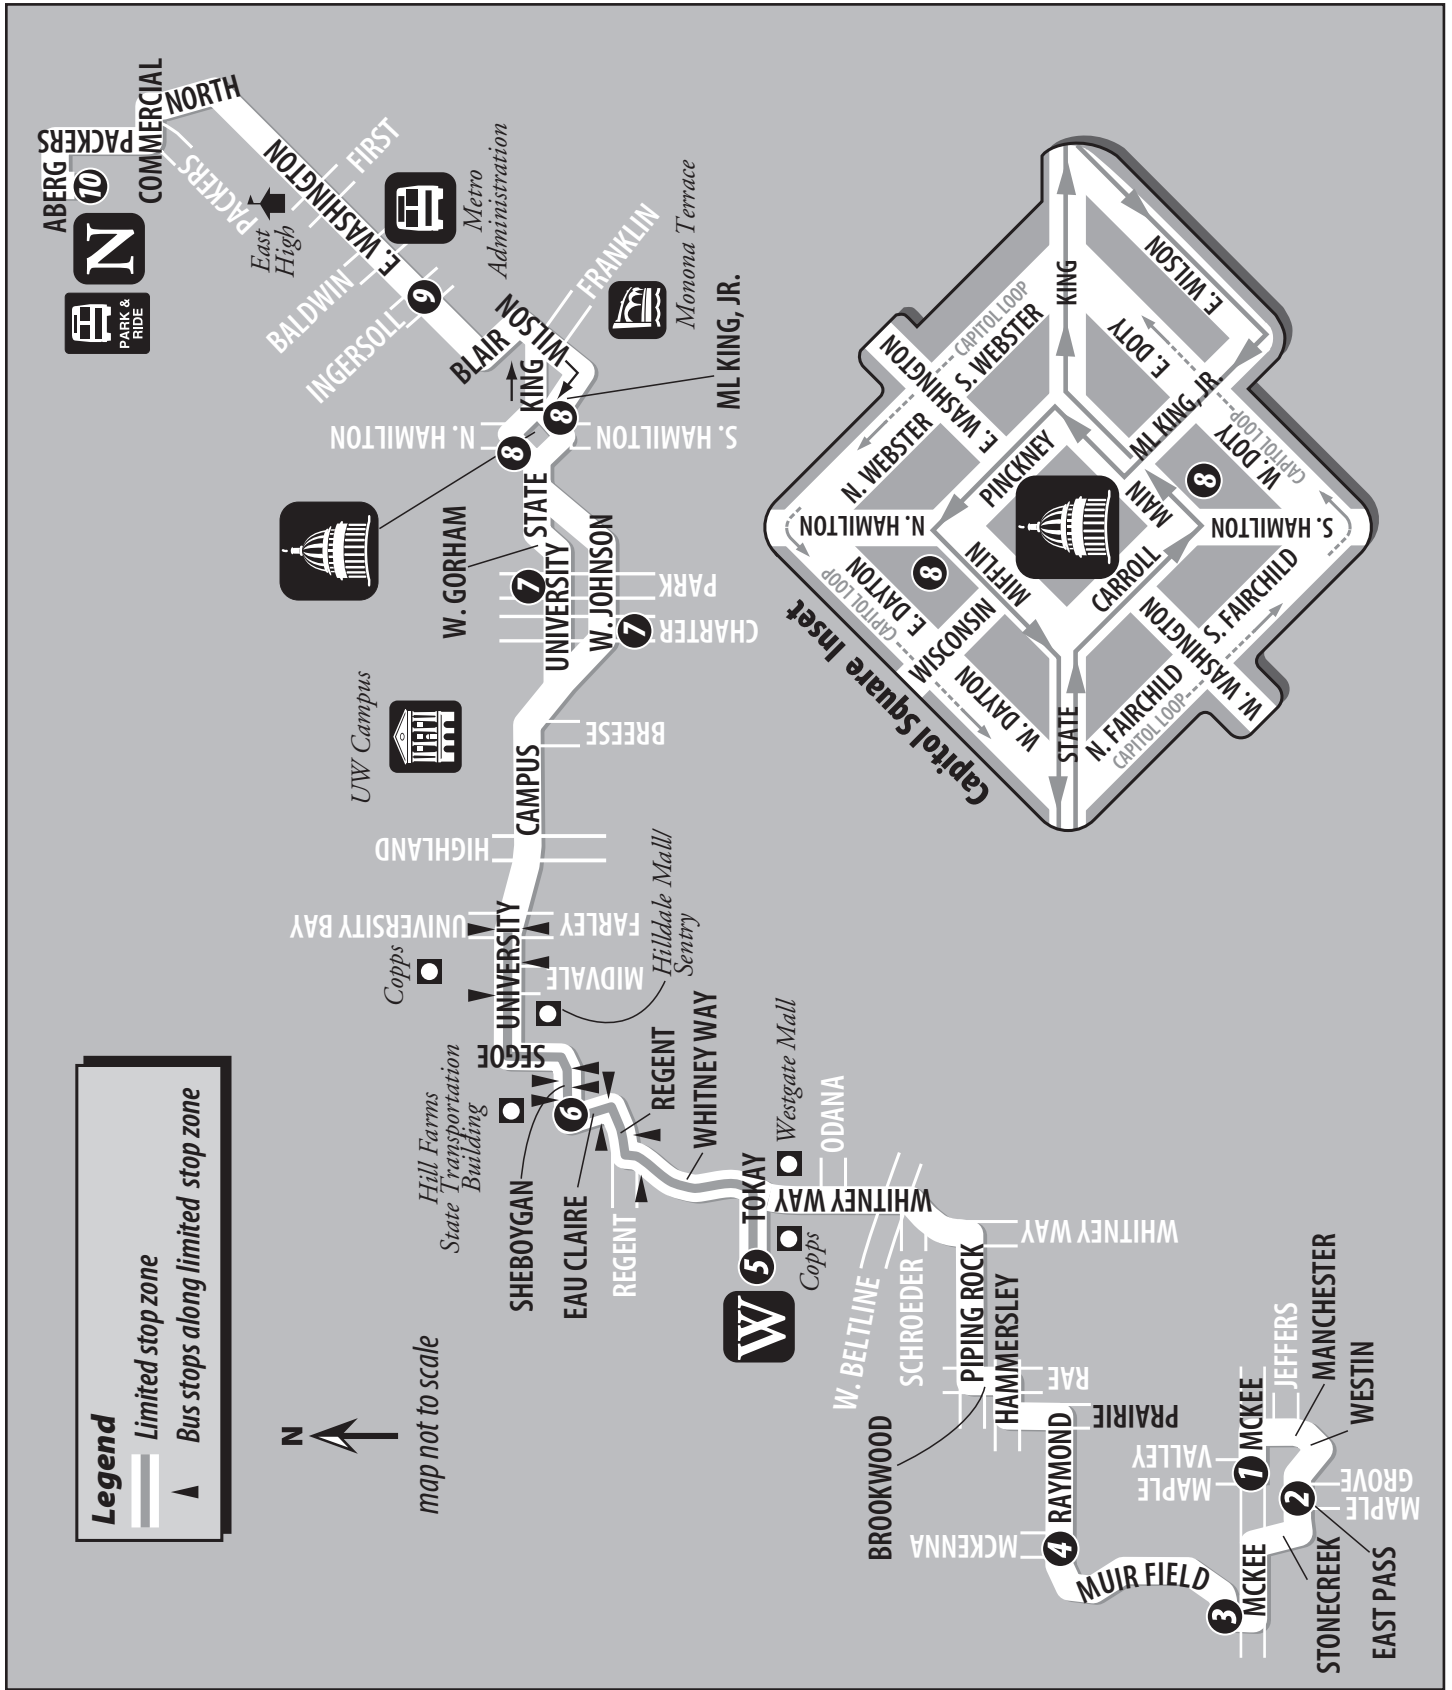 Legend
Limited stop zone
Bus stops along limited stop zone
N
map not to scale
ABERG
PACKERS
10
N
PARK &
RIDE
COMMERCIAL
NORTH
PACKERS
East
High
E. WASHINGTON
FIRST
BALDWIN
INGERSOLL
9
Metro
Administration
BLAIR
WILSON
FRANKLIN
Monona Terrace
KING
8
8
ML KING, JR.
N. HAMILTON
S. HAMILTON
STATE
W. GORHAM
UNIVERSITY
W. JOHNSON
7
7
PARK
CHARTER
UW Campus
BREESE
CAMPUS
HIGHLAND
UNIVERSITY BAY
FARLEY
UNIVERSITY
MIDVALE
Copps
Hilldale Mall/
Sentry
SEGOE
Hill Farms
State Transportation
Building
6
SHEBOYGAN
EAU CLAIRE
REGENT
REGENT
WHITNEY WAY
TOKAY
5
W
Westgate Mall
Copps
ODANA
WHITNEY WAY
W. BELTLINE
SCHROEDER
WHITNEY WAY
PIPING ROCK
HAMMERSLEY
RAE
BROOKWOOD
PRAIRIE
RAYMOND
MCKENNA
4
MUIR FIELD
3
MCKEE
MCKEE
1
MAPLE
VALLEY
JEFFERS
MANCHESTER
WESTIN
2
MAPLE
GROVE
STONECREEK
EAST PASS
Capitol Square Inset
KING
E. WILSON
CAPITOL LOOP
S. WEBSTER
E. DOTY
E. WASHINGTON
E. WASHINGTON
N. WEBSTER
PINCKNEY
ML KING, JR.
W. DOTY
CAPITOL LOOP
8
MAIN
N. HAMILTON
S. HAMILTON
8
MIFFLIN
CARROLL
E. DAYTON
CAPITOL LOOP
WISCONSIN
W. DAYTON
STATE
N. FAIRCHILD
CAPITOL LOOP
S. FAIRCHILD
WASHINGTON
W. WASHINGTON